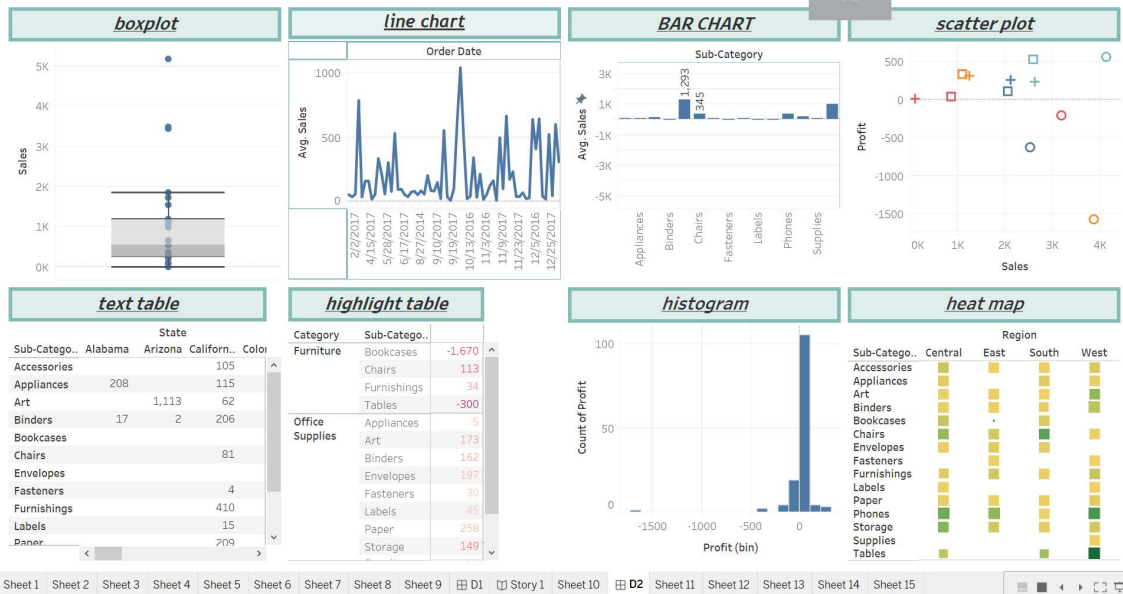 boxplot
line chart
BAR CHART
scatter plot
Sales
5K
4K
3K
2K
1K
0K
Order Date
Avg. Sales
1000
500
0
2/2/2017
4/15/2017
5/28/2017
6/17/2017
8/27/2014
9/10/2017
9/19/2017
10/13/2016
11/3/2016
11/9/2017
11/23/2017
12/5/2016
12/25/2017
Sub-Category
Avg. Sales
3K
1K
-1K
-3K
-5K
1,293
345
Appliances
Binders
Chairs
Fasteners
Labels
Phones
Supplies
Profit
500
0
-500
-1000
-1500
0K 1K 2K 3K 4K
Sales
text table
highlight table
histogram
heat map
State
Sub-Catego.. Alabama Arizona Californ.. Color
Accessories 105
Appliances 208 115
Art 1,113 62
Binders 17 2 206
Bookcases
Chairs 81
Envelopes
Fasteners 4
Furnishings 410
Labels 15
Paper 209
Category Sub-Catego..
Furniture Bookcases -1,670
Chairs 113
Furnishings 34
Tables -300
Office Supplies Appliances 5
Art 173
Binders 162
Envelopes 197
Fasteners 30
Labels 45
Paper 258
Storage 149
Count of Profit
100
50
0
-1500 -1000 -500 0
Profit (bin)
Region
Sub-Catego.. Central East South West
Accessories
Appliances
Art
Binders
Bookcases
Chairs
Envelopes
Fasteners
Furnishings
Labels
Paper
Phones
Storage
Supplies
Tables
Sheet 1 Sheet 2 Sheet 3 Sheet 4 Sheet 5 Sheet 6 Sheet 7 Sheet 8 Sheet 9 D1 Story 1 Sheet 10 D2 Sheet 11 Sheet 12 Sheet 13 Sheet 14 Sheet 15